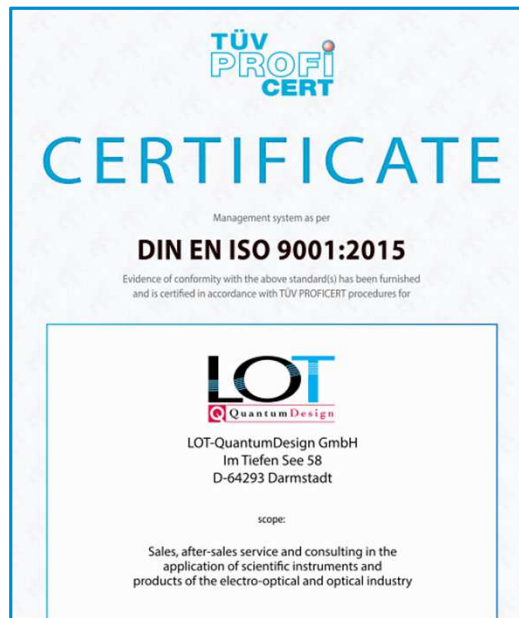 TÜV
PROFi
CERT
CERTIFICATE
Management system as per
DIN EN ISO 9001:2015
Evidence of conformity with the above standard(s) has been furnished
and is certified in accordance with TÜV PROFICERT procedures for
LOT
Q QuantumDesign
LOT-QuantumDesign GmbH
Im Tiefen See 58
D-64293 Darmstadt
scope:
Sales, after-sales service and consulting in the
application of scientific instruments and
products of the electro-optical and optical industry